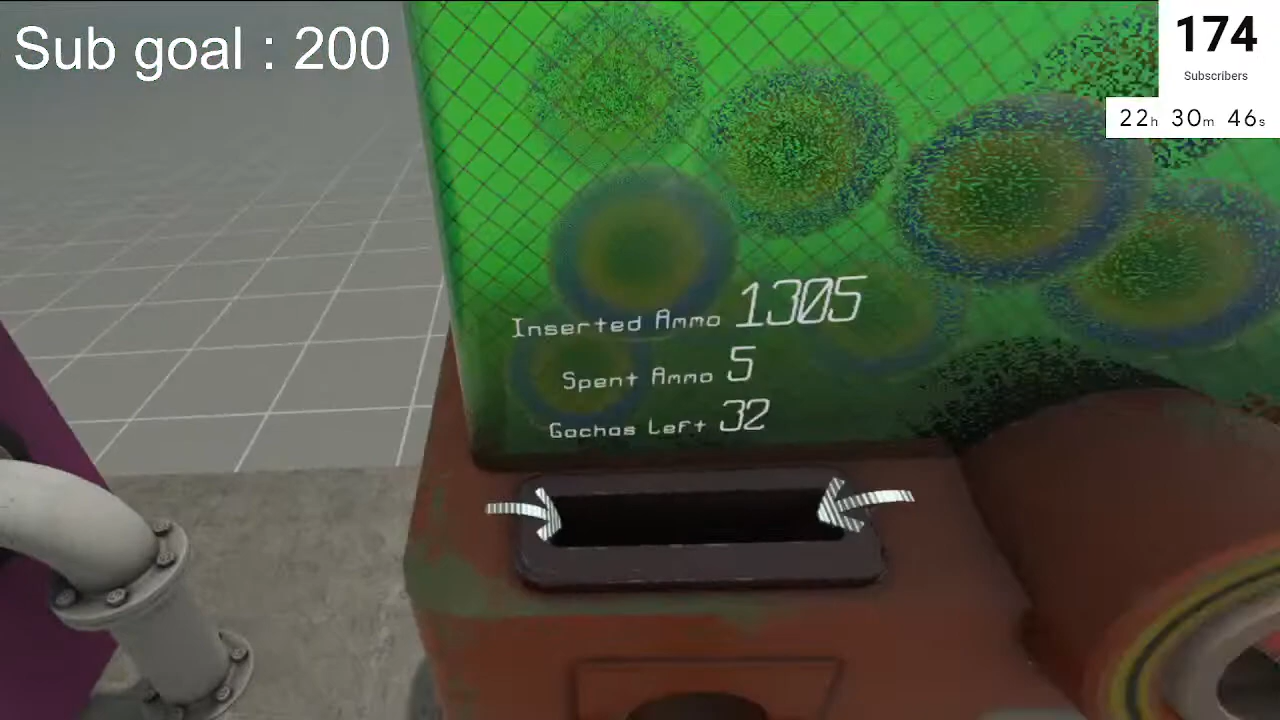 Sub goal : 200
174
Subscribers
22h 30m 46s
Inserted Ammo 1305
Spent Ammo 5
Gachas Left 32